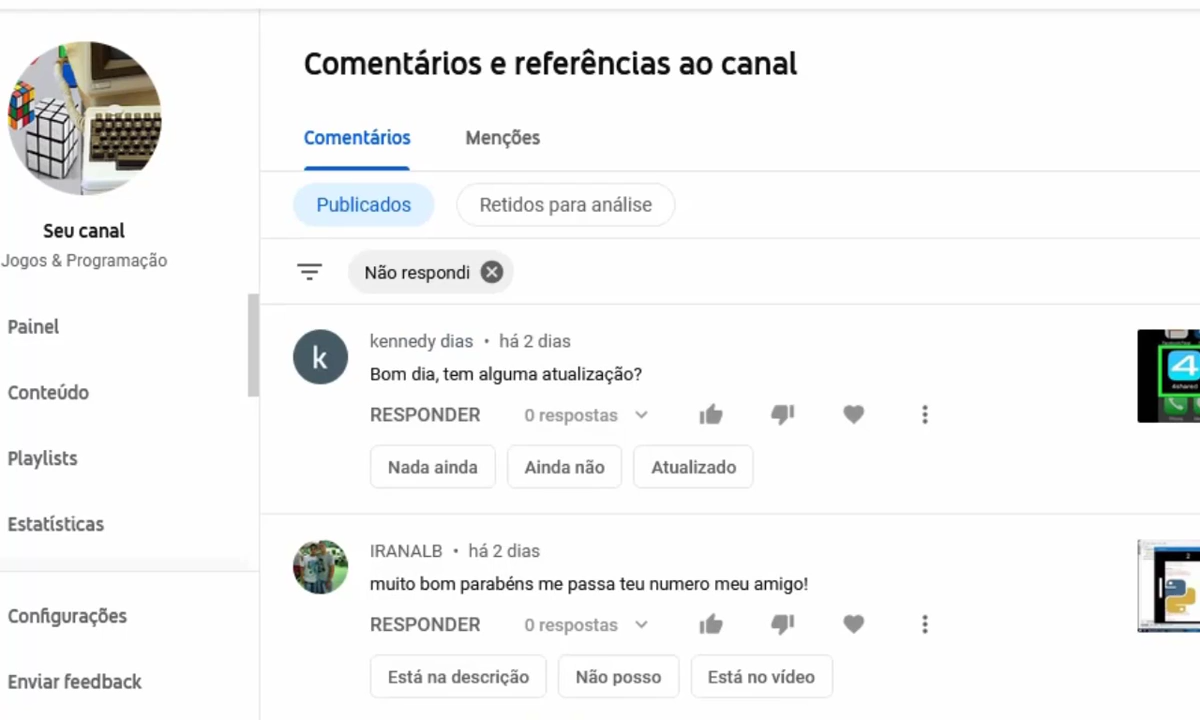 Comentários e referências ao canal
Comentários Menções
Publicados Retidos para análise
Não respondi
Seu canal
Jogos & Programação
Painel
Conteúdo
Playlists
Estatísticas
Configurações
Enviar feedback
k
kennedy dias • há 2 dias
Bom dia, tem alguma atualização?
RESPONDER 0 respostas
Nada ainda Ainda não Atualizado
4
4shared
IRANALB • há 2 dias
muito bom parabéns me passa teu numero meu amigo!
RESPONDER 0 respostas
Está na descrição Não posso Está no vídeo
2